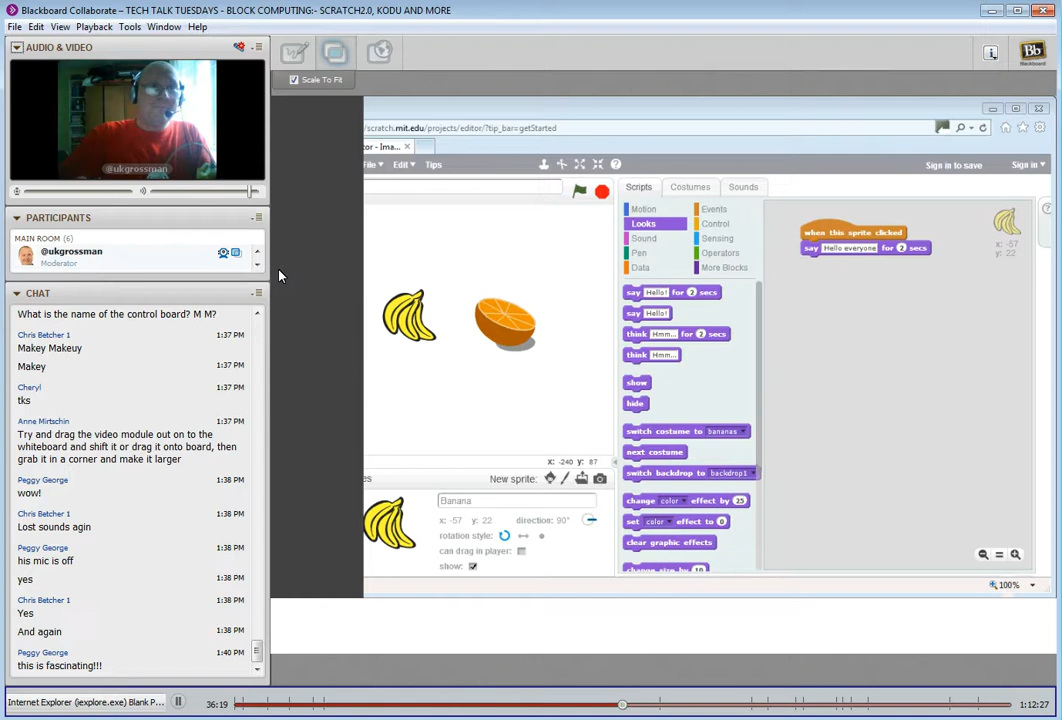 Blackboard Collaborate – TECH TALK TUESDAYS - BLOCK COMPUTING:- SCRATCH2.0, KODU AND MORE
File Edit View Playback Tools Window Help
AUDIO & VIDEO
@ukgrossman
PARTICIPANTS
MAIN ROOM (6)
@ukgrossman
Moderator
CHAT
What is the name of the control board? M M?
Chris Betcher 1 1:37 PM
Makey Makeuy
Makey 1:37 PM
Cheryl 1:37 PM
tks
Anne Mirtschin 1:37 PM
Try and drag the video module out on to the
whiteboard and shift it or drag it onto board, then
grab it in a corner and make it larger
Peggy George 1:38 PM
wow!
Chris Betcher 1 1:38 PM
Lost sounds agin
Peggy George 1:38 PM
his mic is off
yes 1:38 PM
Chris Betcher 1 1:38 PM
Yes
And again 1:38 PM
Peggy George 1:40 PM
this is fascinating!!!
Internet Explorer (iexplore.exe) Blank P...
36:19
1:12:27
Scale To Fit
i
Bb
Blackboard
/scratch.mit.edu/projects/editor/?tip_bar=getStarted
tor - Ima...
File Edit Tips
Sign in to save Sign in
x: -240 y: 87
es New sprite:
Banana
x: -57 y: 22 direction: 90°
rotation style:
can drag in player:
show:
Scripts Costumes Sounds
Motion Events
Looks Control
Sound Sensing
Pen Operators
Data More Blocks
say Hello! for 2 secs
say Hello!
think Hmm... for 2 secs
think Hmm...
show
hide
switch costume to bananas
next costume
switch backdrop to backdrop1
change color effect by 25
set color effect to 0
clear graphic effects
change size by 10
when this sprite clicked
say Hello everyone for 2 secs
x: -57
y: 22
?
100%